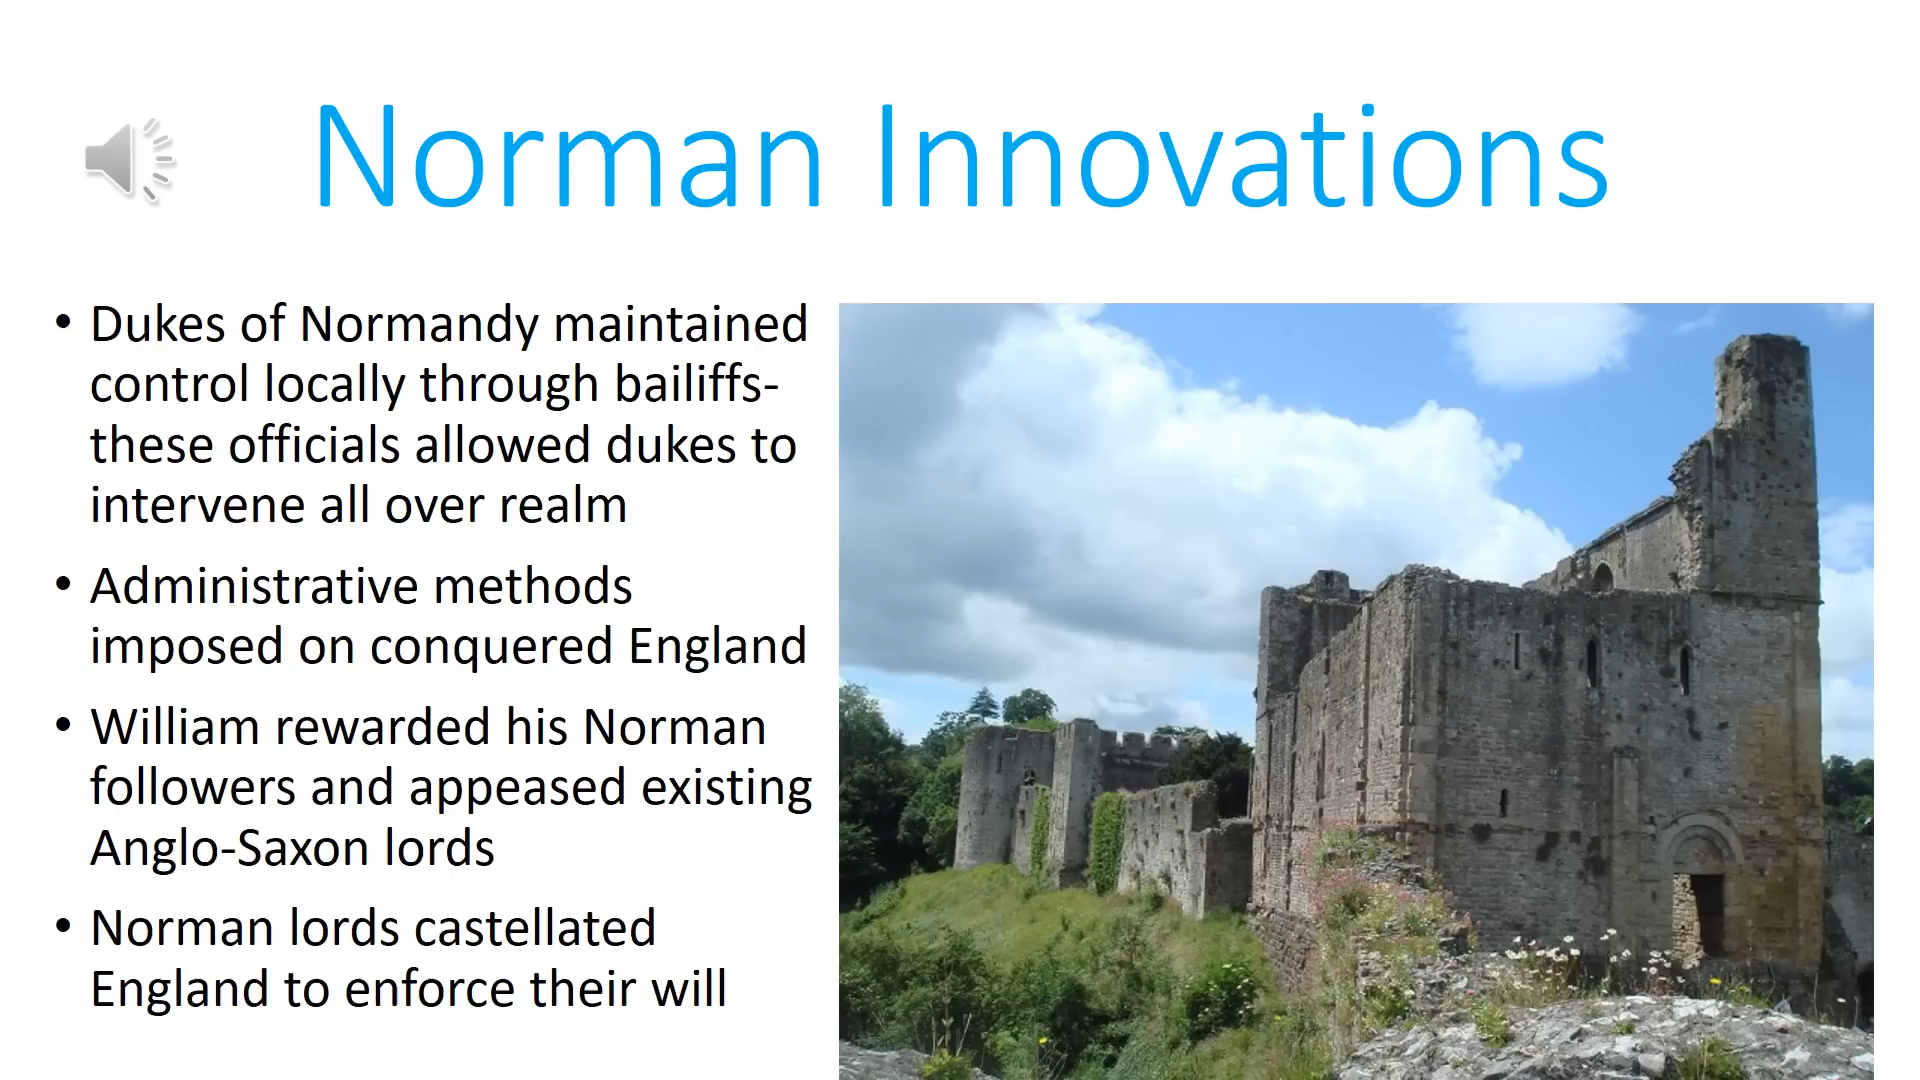 Norman Innovations
• Dukes of Normandy maintained
control locally through bailiffs-
these officials allowed dukes to
intervene all over realm
• Administrative methods
imposed on conquered England
• William rewarded his Norman
followers and appeased existing
Anglo-Saxon lords
• Norman lords castellated
England to enforce their will